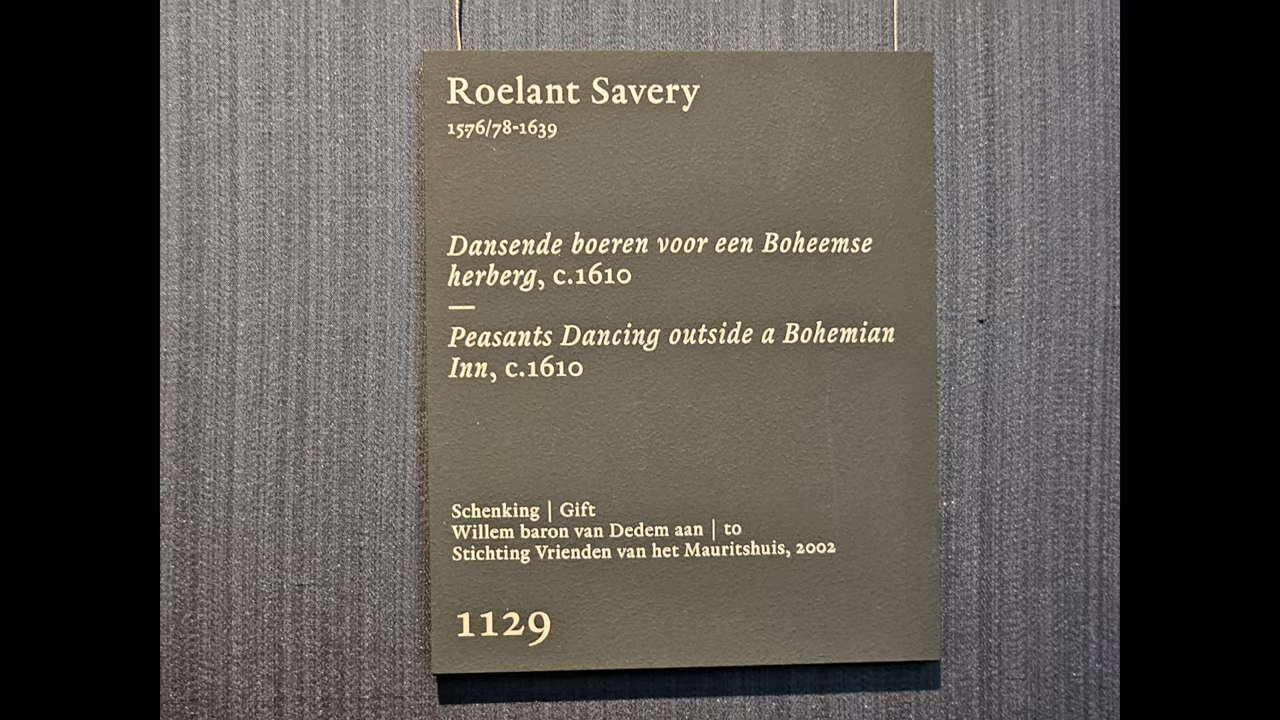 Roelant Savery
1576/78-1639
Dansende boeren voor een Boheemse
herberg, c.1610
—
Peasants Dancing outside a Bohemian
Inn, c.1610
Schenking | Gift
Willem baron van Dedem aan | to
Stichting Vrienden van het Mauritshuis, 2002
1129